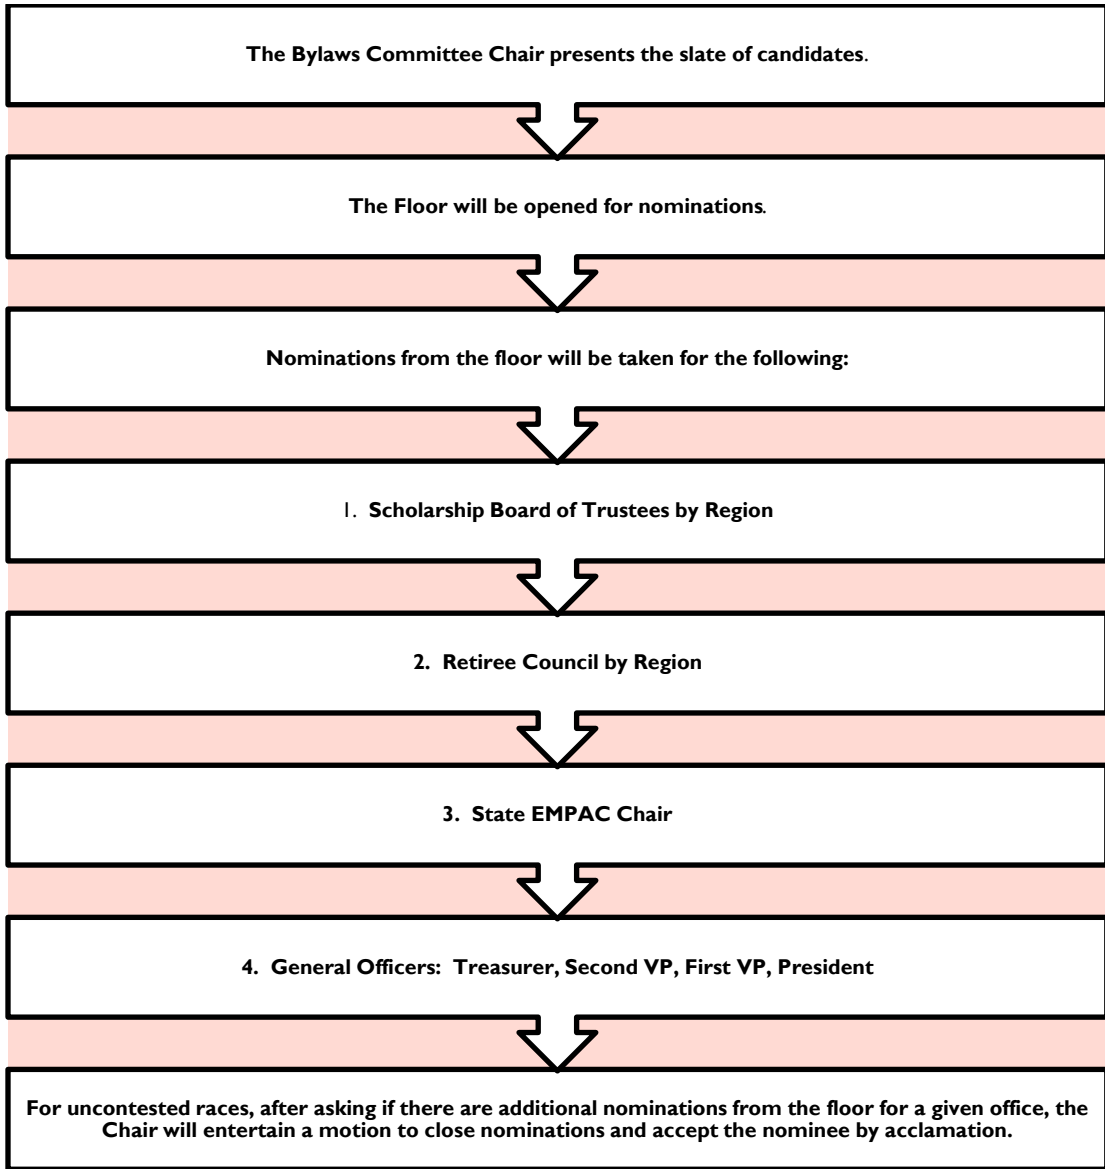 The Bylaws Committee Chair presents the slate of candidates.
The Floor will be opened for nominations.
Nominations from the floor will be taken for the following:
1. Scholarship Board of Trustees by Region
2. Retiree Council by Region
3. State EMPAC Chair
4. General Officers: Treasurer, Second VP, First VP, President
For uncontested races, after asking if there are additional nominations from the floor for a given office, the
Chair will entertain a motion to close nominations and accept the nominee by acclamation.